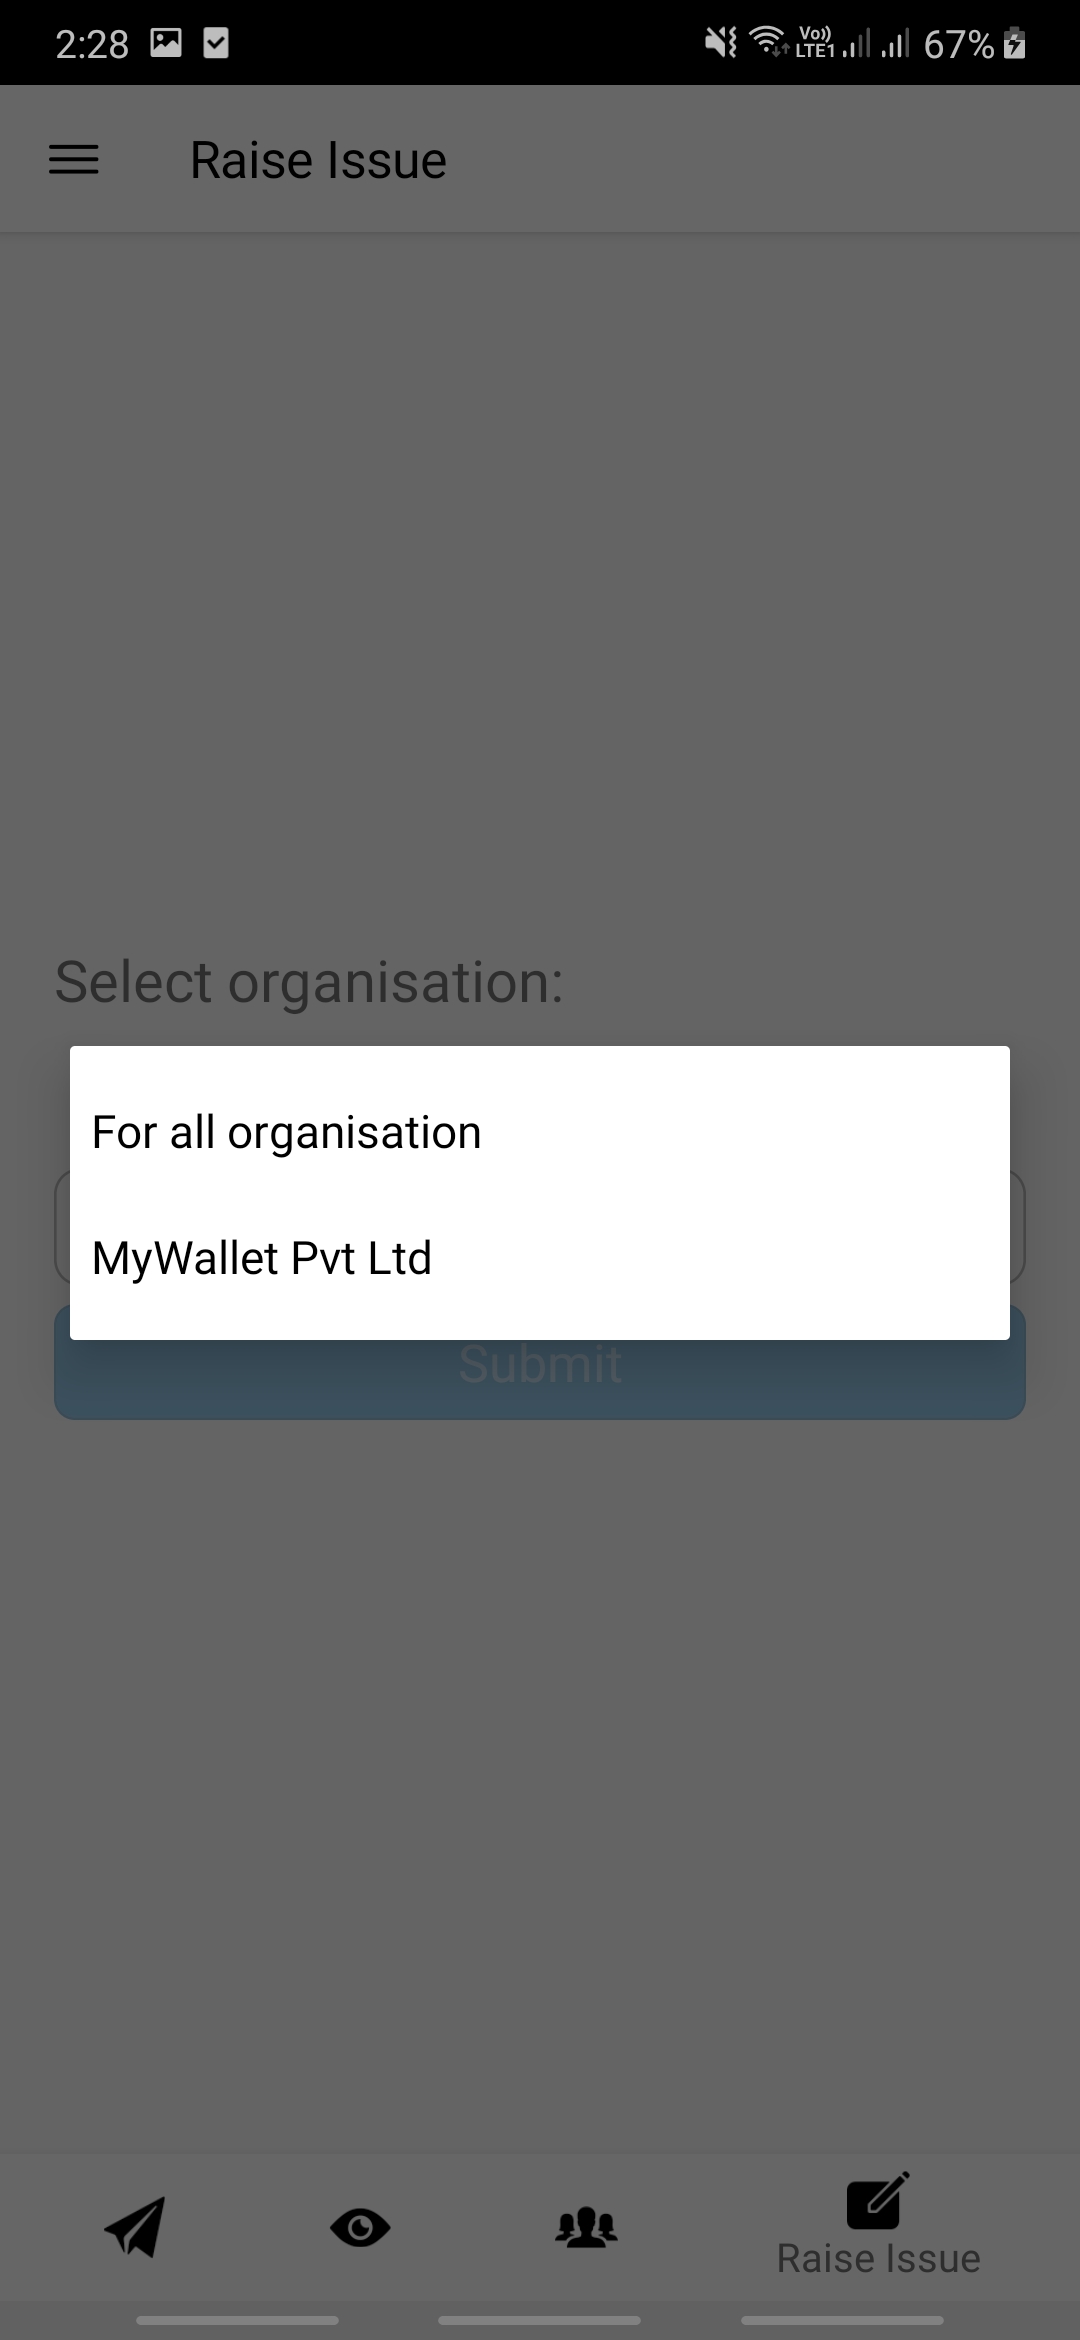 2:28 Vo)) LTE1 67%
Raise Issue
Select organisation:
For all organisation
MyWallet Pvt Ltd
Submit
Raise Issue